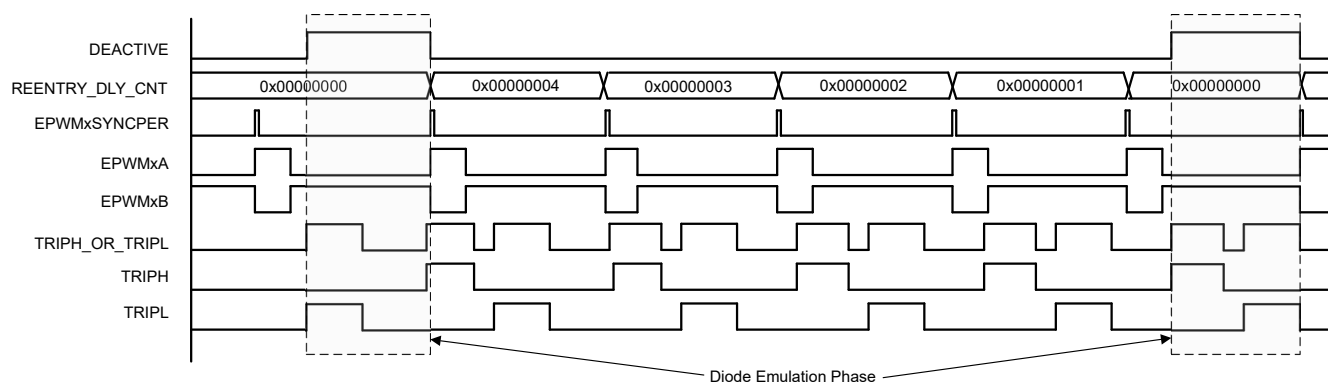 DEACTIVE
REENTRY_DLY_CNT 0x00000000 0x00000004 0x00000003 0x00000002 0x00000001 0x00000000
EPWMxSYNCPER
EPWMxA
EPWMxB
TRIPH_OR_TRIPL
TRIPH
TRIPL
Diode Emulation Phase